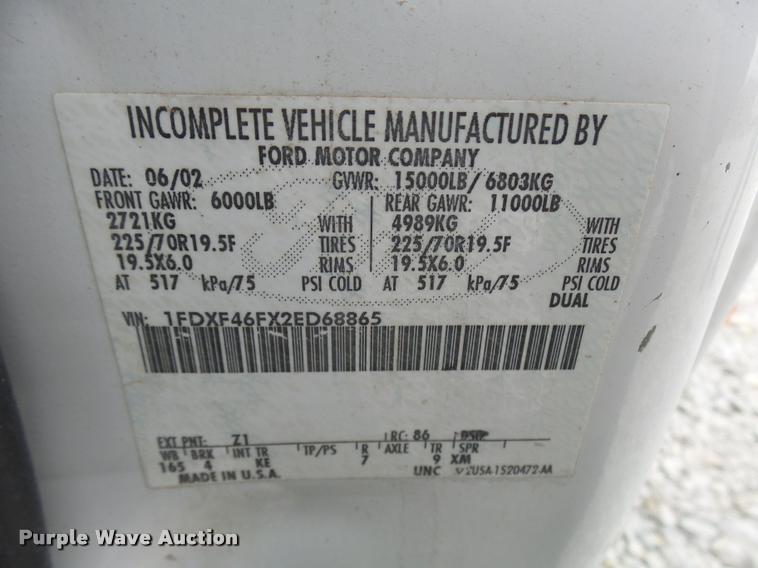 INCOMPLETE VEHICLE MANUFACTURED BY
FORD MOTOR COMPANY
DATE: 06/02 GVWR: 15000LB/6803KG
FRONT GAWR: 6000LB REAR GAWR: 11000LB
2721KG WITH 4989KG WITH
225/70R19.5F TIRES 225/70R19.5F TIRES
19.5X6.0 RIMS 19.5X6.0 RIMS
AT 517 kPa/75 PSI COLD AT 517 kPa/75 PSI COLD
DUAL
VIN: 1FDXF46FX2ED68865
EXT PNT: Z1 RC: 86 DSO:
WB BRK INT TR TP/PS R AXLE TR SPR
165 4 KE 7 9 XM
MADE IN U.S.A. UNC
Purple Wave Auction